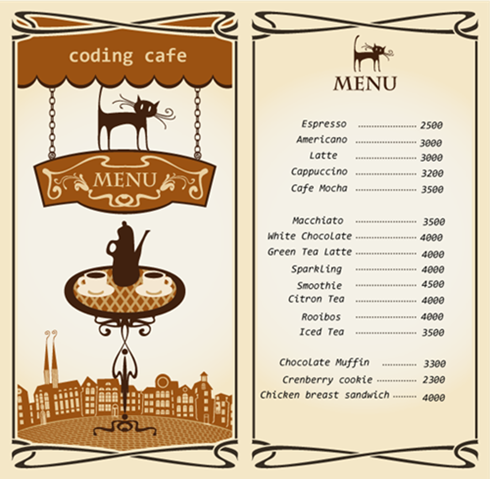 coding cafe
MENU
MENU
Espresso ........................ 2500
Americano ........................ 3000
Latte ........................ 3000
Cappuccino ........................ 3200
Cafe Mocha ........................ 3500
Macchiato ........................ 3500
White Chocolate ........................ 4000
Green Tea Latte ........................ 4000
Sparkling ........................ 4000
Smoothie ........................ 4500
Citron Tea ........................ 4000
Rooibos ........................ 4000
Iced Tea ........................ 3500
Chocolate Muffin ................ 3300
Crenberry cookie ................ 2300
Chicken breast sandwich ........... 4000